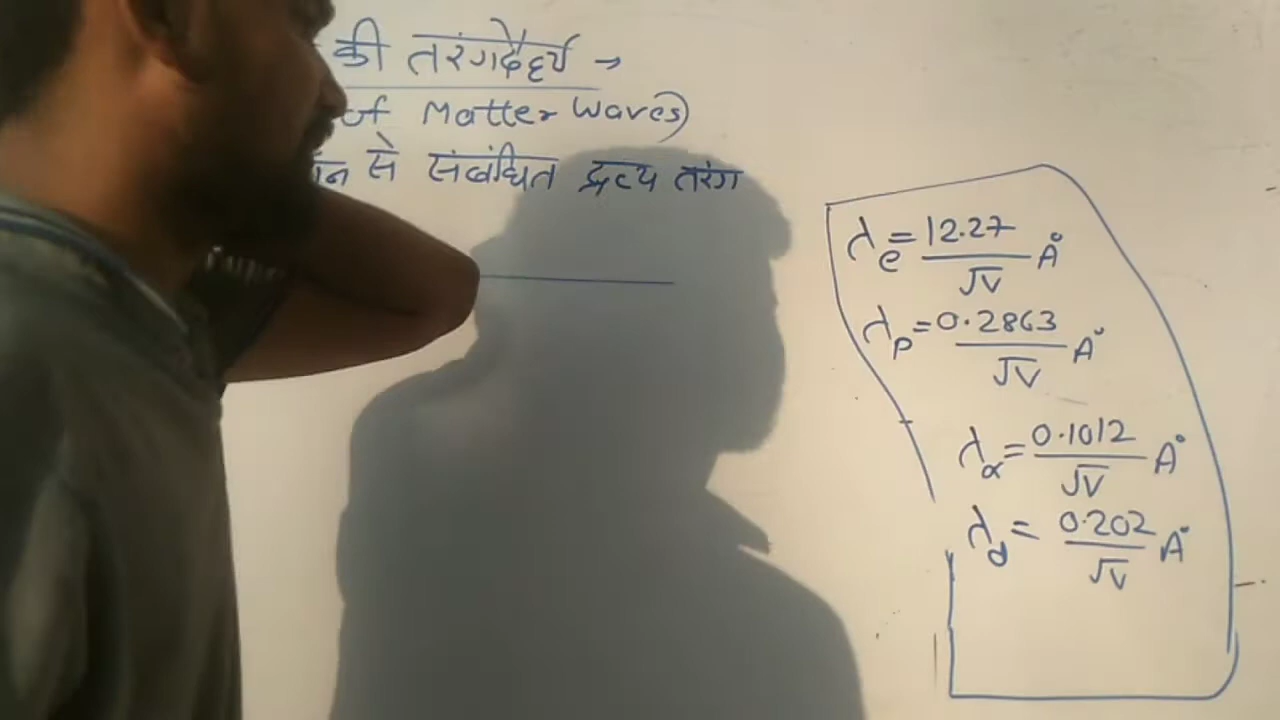 की तरंगदैर्ध्य →
of Matter Waves)
से संबंधित द्रव्य तरंग
λe = 12.27/√V Å
λp = 0.2863/√V Å
λα = 0.1012/√V Å
λd = 0.202/√V Å